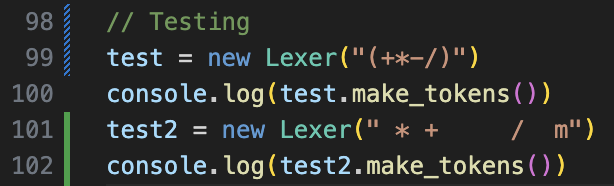 98 // Testing
99 test = new Lexer("(+*-/)")
100 console.log(test.make_tokens())
101 test2 = new Lexer(" * +     /  m")
102 console.log(test2.make_tokens())